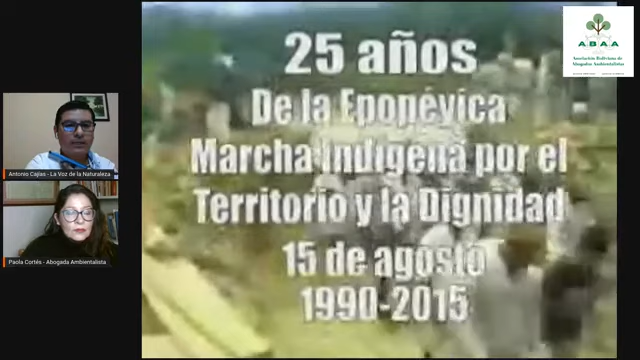 25 años
De la Epopéyica
Marcha Indígena por el
Territorio y la Dignidad
15 de agosto
1990-2015
ABAA
Asociación Boliviana de
Abogados Ambientalistas
Antonio Cajías - La Voz de la Naturaleza
Paola Cortés - Abogada Ambientalista